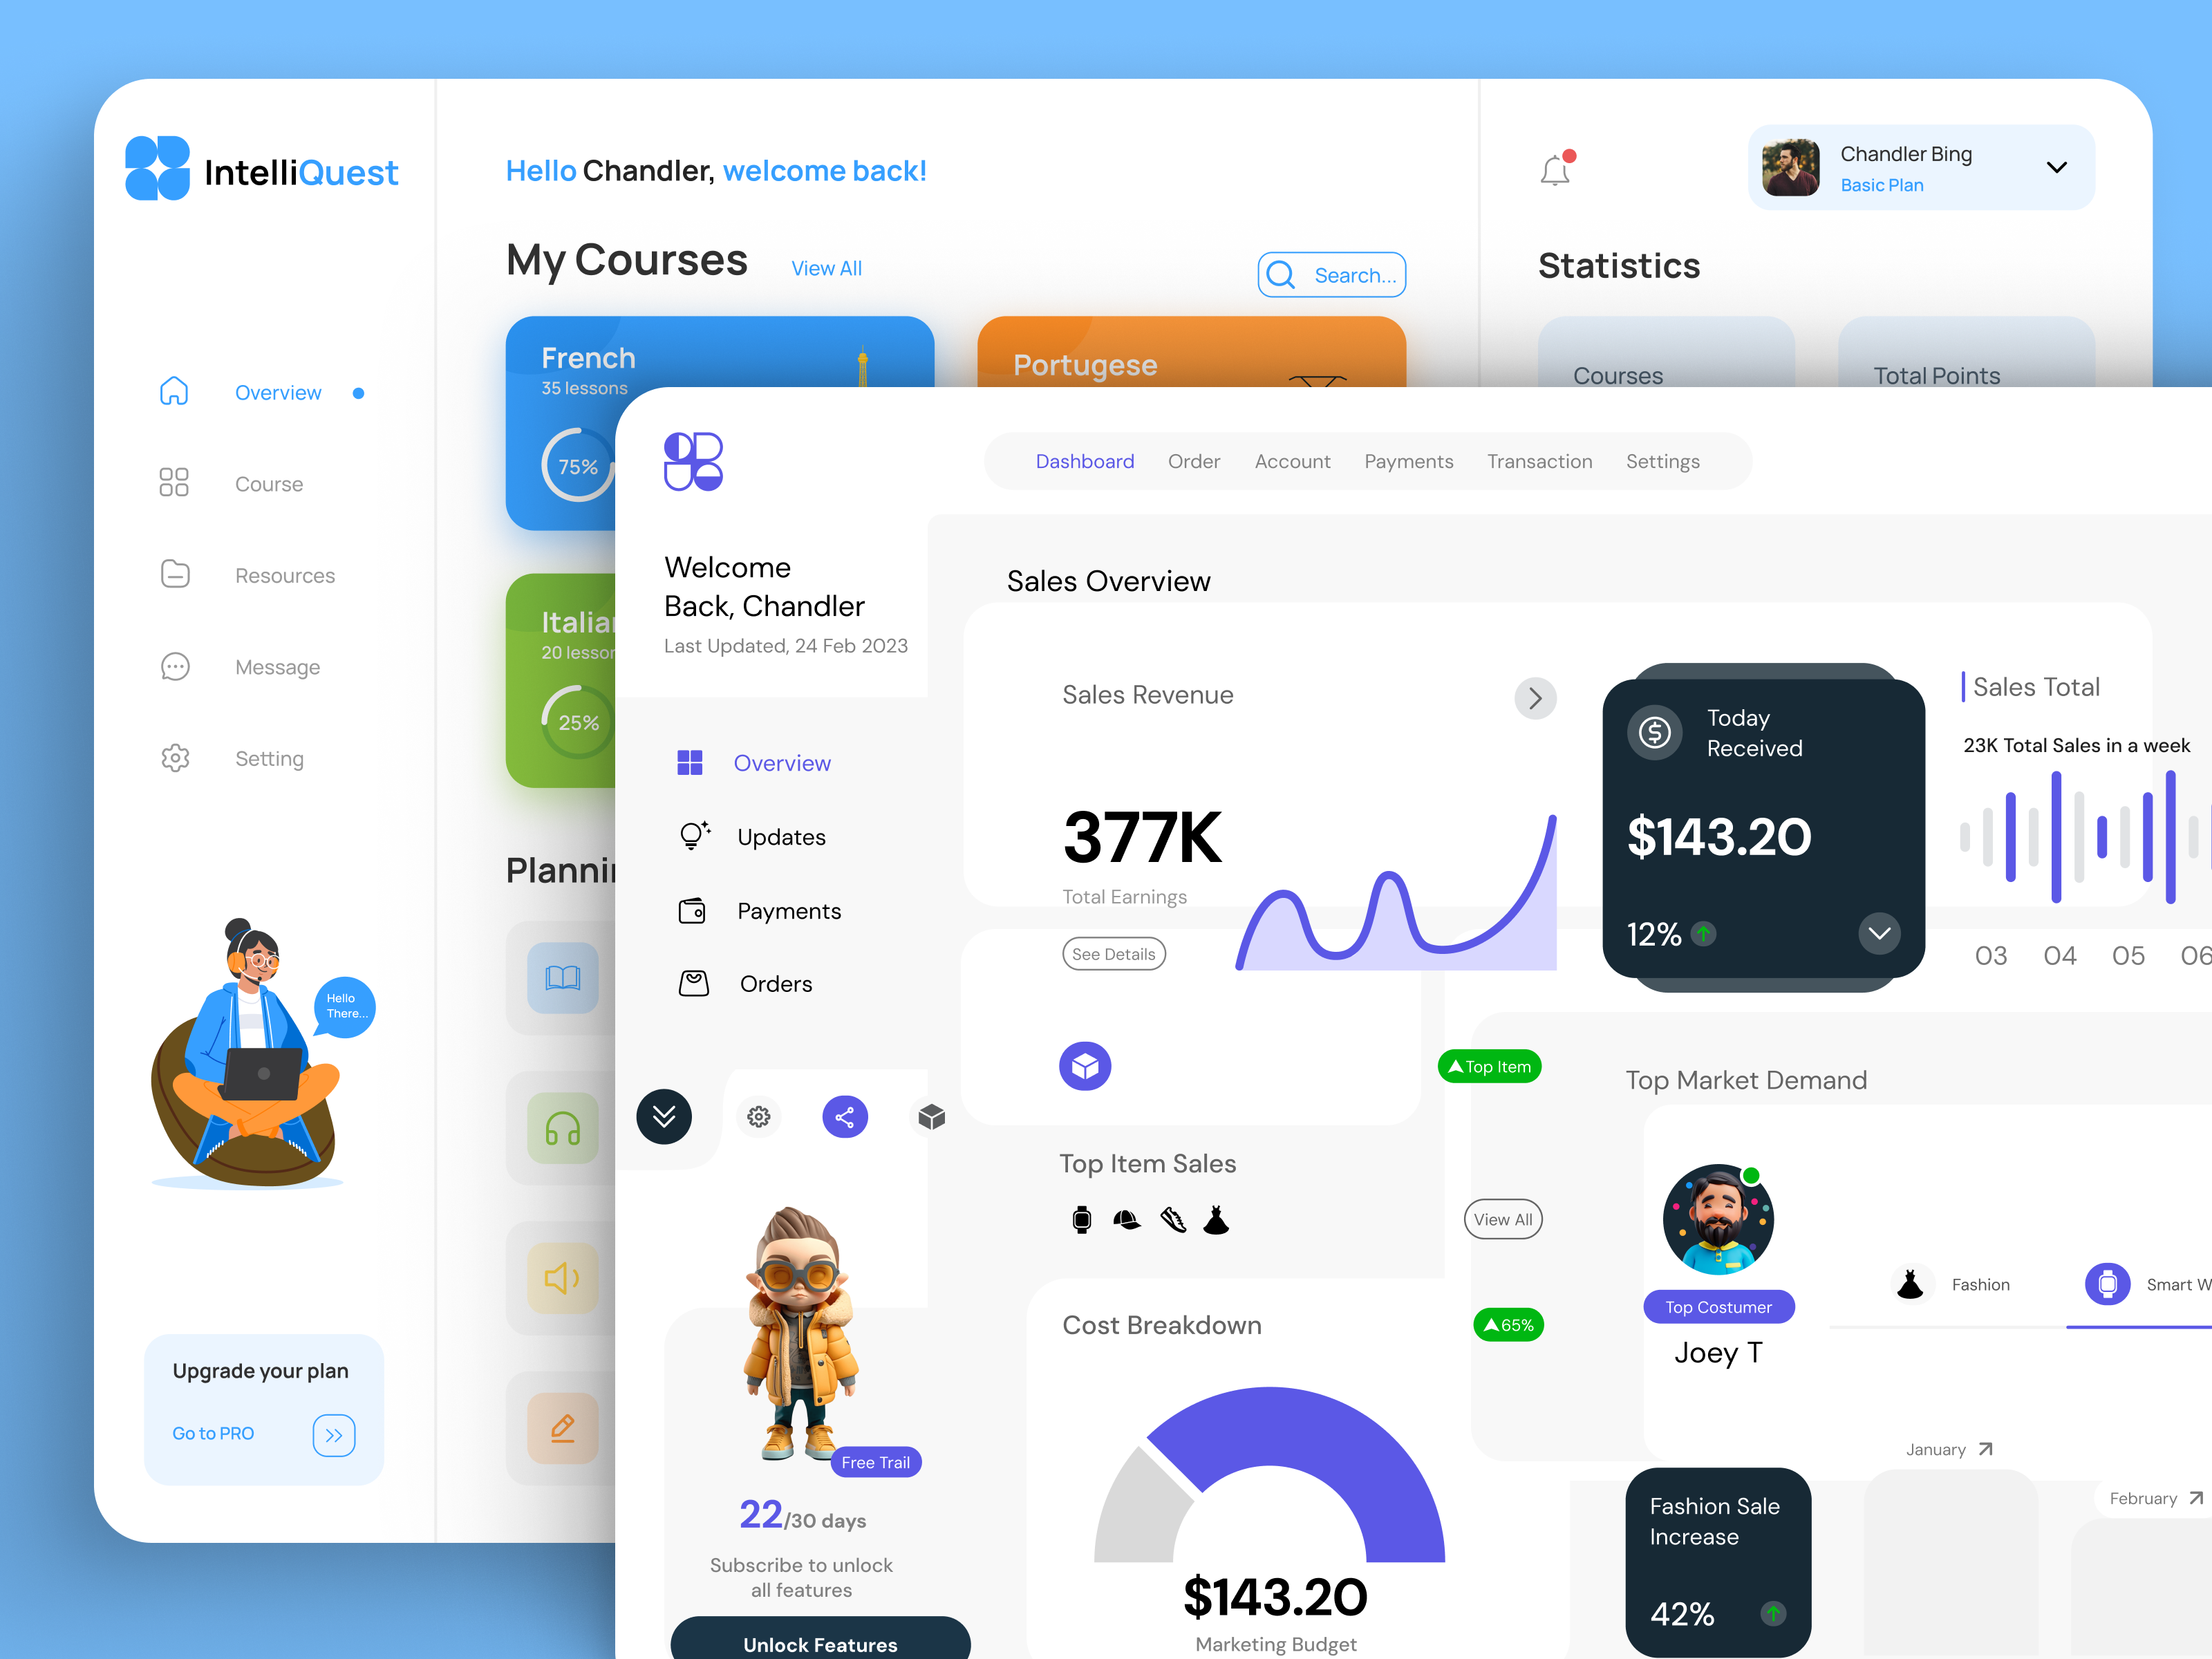 IntelliQuest
Hello Chandler, welcome back!
Chandler Bing
Basic Plan
My Courses
View All
Search...
Statistics
French
35 lessons
75%
Portugese
Courses
Total Points
Overview
Course
Resources
Message
Setting
20 lesson
25%
Hello
There...
Upgrade your plan
Go to PRO
Dashboard
Order
Account
Payments
Transaction
Settings
Welcome
Back, Chandler
Last Updated, 24 Feb 2023
Overview
Updates
Payments
Orders
Free Trail
22/30 days
Subscribe to unlock
all features
Unlock Features
Sales Overview
Sales Revenue
377K
Total Earnings
See Details
Today
Received
$143.20
12%
Sales Total
23K Total Sales in a week
03
04
05
06
Top Item
Top Item Sales
View All
Cost Breakdown
65%
$143.20
Marketing Budget
Top Market Demand
Top Costumer
Joey T
Fashion
Smart W
January
February
Fashion Sale
Increase
42%